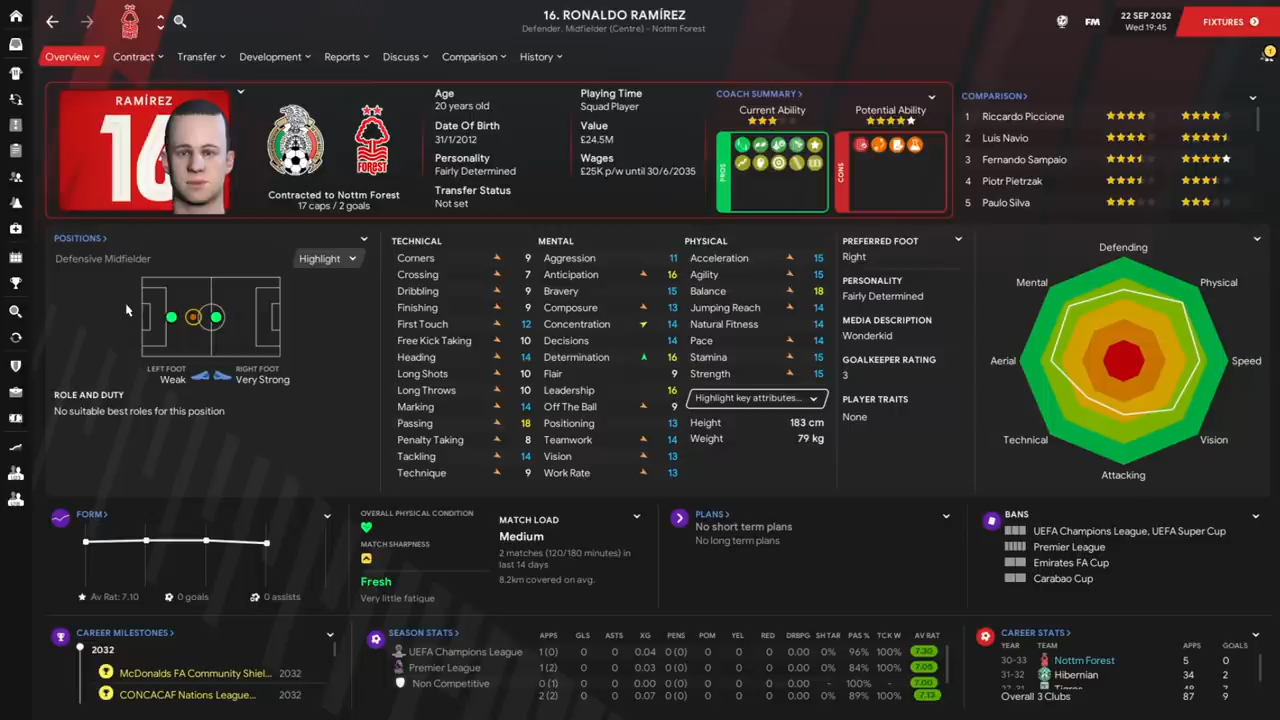 16. RONALDO RAMÍREZ
Defender, Midfielder (Centre) - Nottm Forest
22 SEP 2032
Wed 19:45
FM
FIXTURES
Overview
Contract
Transfer
Development
Reports
Discuss
Comparison
History
1
RAMÍREZ
16
FOREST
Contracted to Nottm Forest
17 caps / 2 goals
Age
20 years old
Date Of Birth
31/1/2012
Personality
Fairly Determined
Transfer Status
Not set
Playing Time
Squad Player
Value
£24.5M
Wages
£25K p/w until 30/6/2035
COACH SUMMARY >
Current Ability
Potential Ability
PROS
CONS
COMPARISON >
1 Riccardo Piccione
2 Luis Navio
3 Fernando Sampaio
4 Piotr Pietrzak
5 Paulo Silva
POSITIONS >
Defensive Midfielder
Highlight
LEFT FOOT
Weak
RIGHT FOOT
Very Strong
ROLE AND DUTY
No suitable best roles for this position
TECHNICAL
Corners 9
Crossing 7
Dribbling 9
Finishing 9
First Touch 12
Free Kick Taking 10
Heading 14
Long Shots 10
Long Throws 10
Marking 14
Passing 18
Penalty Taking 8
Tackling 14
Technique 9
MENTAL
Aggression 11
Anticipation 16
Bravery 15
Composure 13
Concentration 14
Decisions 14
Determination 16
Flair 9
Leadership 16
Off The Ball 9
Positioning 13
Teamwork 14
Vision 13
Work Rate 13
PHYSICAL
Acceleration 15
Agility 15
Balance 18
Jumping Reach 14
Natural Fitness 14
Pace 14
Stamina 15
Strength 15
Highlight key attributes...
Height 183 cm
Weight 79 kg
PREFERRED FOOT
Right
PERSONALITY
Fairly Determined
MEDIA DESCRIPTION
Wonderkid
GOALKEEPER RATING
3
PLAYER TRAITS
None
Defending
Physical
Speed
Vision
Attacking
Technical
Aerial
Mental
FORM >
Av Rat: 7.10
0 goals
0 assists
OVERALL PHYSICAL CONDITION
MATCH SHARPNESS
Fresh
Very little fatigue
MATCH LOAD
Medium
2 matches (120/180 minutes) in
last 14 days
8.2km covered on avg.
PLANS >
No short term plans
No long term plans
BANS
UEFA Champions League, UEFA Super Cup
Premier League
Emirates FA Cup
Carabao Cup
CAREER MILESTONES >
2032
McDonalds FA Community Shiel... 2032
CONCACAF Nations League... 2032
SEASON STATS > APPS GLS ASTS XG PENS POM YEL RED DRBPG SH TAR PAS % TCK W AV RAT
UEFA Champions League 1 (0) 0 0 0.04 0 (0) 0 0 0 0.00 0% 96% 100% 7.30
Premier League 1 (2) 0 0 0.03 0 (0) 0 0 0 0.00 0% 84% 100% 7.05
Non Competitive 0 (1) 0 0 0.00 0 (0) 0 0 0 0.00 - 100% - 7.00
2 (2) 0 0 0.07 0 (0) 0 0 0 0.00 0% 89% 100% 7.13
CAREER STATS >
YEAR TEAM APPS GOALS
30-33 Nottm Forest 5 0
31-32 Hibernian 34 2
27-31 Tigres 48 7
Overall 3 Clubs 87 9